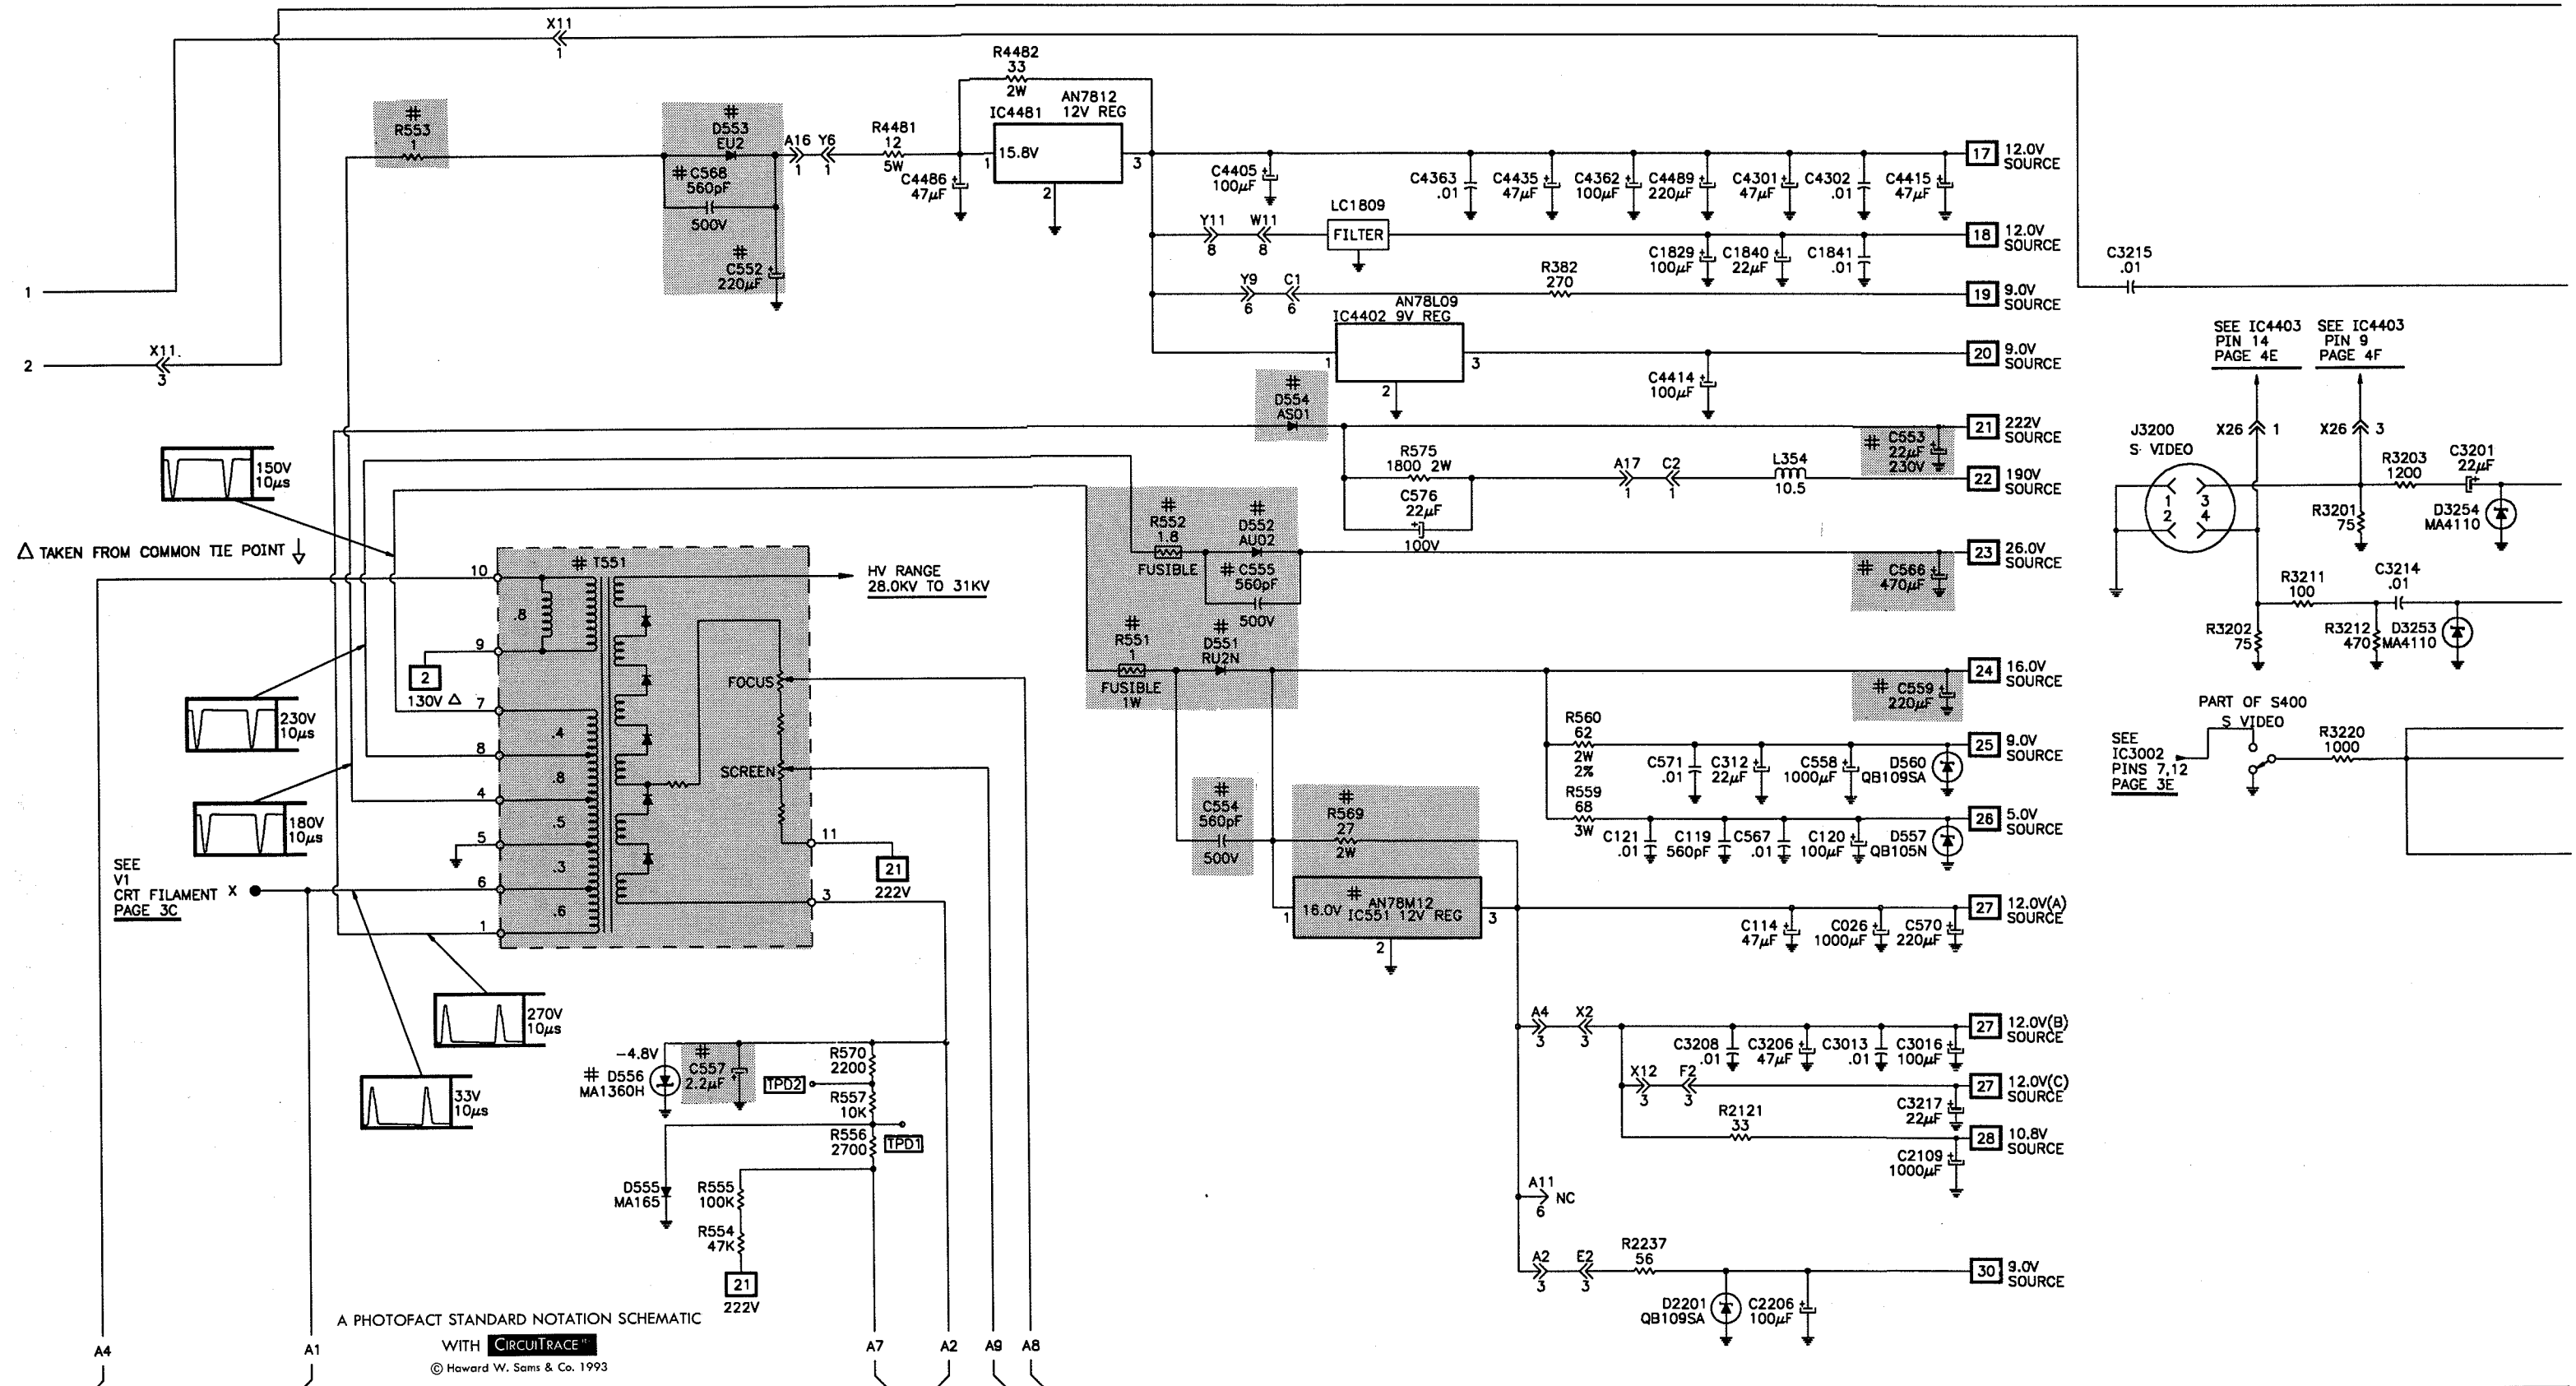 X11
1
R4482
33
2W
AN7812
12V REG
IC4481
#
R553
1
#
D553
EU2
A16
1
Y6
1
R4481
12
5W
1
15.8V
3
2
# C568
560pF
500V
#
C552
220µF
C4486
47µF
C4405
100µF
C4363
.01
C4435
47µF
C4362
100µF
C4489
220µF
C4301
47µF
C4302
.01
C4415
47µF
17
12.0V
SOURCE
Y11
8
W11
8
LC1809
FILTER
C1829
100µF
C1840
22µF
C1841
.01
18
12.0V
SOURCE
C3215
.01
1
Y9
6
C1
6
R382
270
19
9.0V
SOURCE
AN78L09
IC4402 9V REG
1
3
2
C4414
100µF
20
9.0V
SOURCE
2
X11
3
SEE IC4403
PIN 14
PAGE 4E
SEE IC4403
PIN 9
PAGE 4F
#
D554
AS01
# C553
22µF
230V
21
222V
SOURCE
X26
1
X26
3
J3200
S VIDEO
1
2
3
4
R575
1800 2W
C576
22µF
100V
A17
1
C2
1
L354
10.5
22
190V
SOURCE
R3203
1200
C3201
22µF
R3201
75
D3254
MA4110
150V
10µs
△ TAKEN FROM COMMON TIE POINT
#
R552
1.8
FUSIBLE
#
D552
AU02
# C555
560pF
500V
# C566
470µF
23
26.0V
SOURCE
R3211
100
C3214
.01
R3202
75
R3212
470
D3253
MA4110
# T551
10
.8
9
2
130V △
7
.4
8
.8
4
.5
5
.3
6
.6
1
HV RANGE
28.0KV TO 31KV
FOCUS
SCREEN
11
21
222V
3
#
R551
1
FUSIBLE
1W
#
D551
RU2N
# C559
220µF
24
16.0V
SOURCE
230V
10µs
180V
10µs
PART OF S400
S VIDEO
SEE
IC3002
PINS 7,12
PAGE 3E
R3220
1000
R560
62
2W
2%
C571
.01
C312
22µF
C558
1000µF
D560
QB109SA
25
9.0V
SOURCE
#
C554
560pF
500V
#
R569
27
2W
R559
68
3W
C121
.01
C119
560pF
C567
.01
C120
100µF
D557
QB105N
26
5.0V
SOURCE
SEE
V1
CRT FILAMENT X
PAGE 3C
# AN78M12
16.0V IC551 12V REG
1
3
2
C114
47µF
C026
1000µF
C570
220µF
27
12.0V(A)
SOURCE
270V
10µs
33V
10µs
-4.8V
# D556
MA1360H
#
C557
2.2µF
R570
2200
TPD2
R557
10K
TPD1
R556
2700
D555
MA165
R555
100K
R554
47K
21
222V
A4
3
X2
3
C3208
.01
C3206
47µF
C3013
.01
C3016
100µF
27
12.0V(B)
SOURCE
X12
3
F2
3
C3217
22µF
27
12.0V(C)
SOURCE
R2121
33
C2109
1000µF
28
10.8V
SOURCE
A11
6
NC
A2
3
E2
3
R2237
56
D2201
QB109SA
C2206
100µF
30
9.0V
SOURCE
A PHOTOFACT STANDARD NOTATION SCHEMATIC
WITH CIRCUITRACE
© Howard W. Sams & Co. 1993
A4
A1
A7
A2
A9
A8